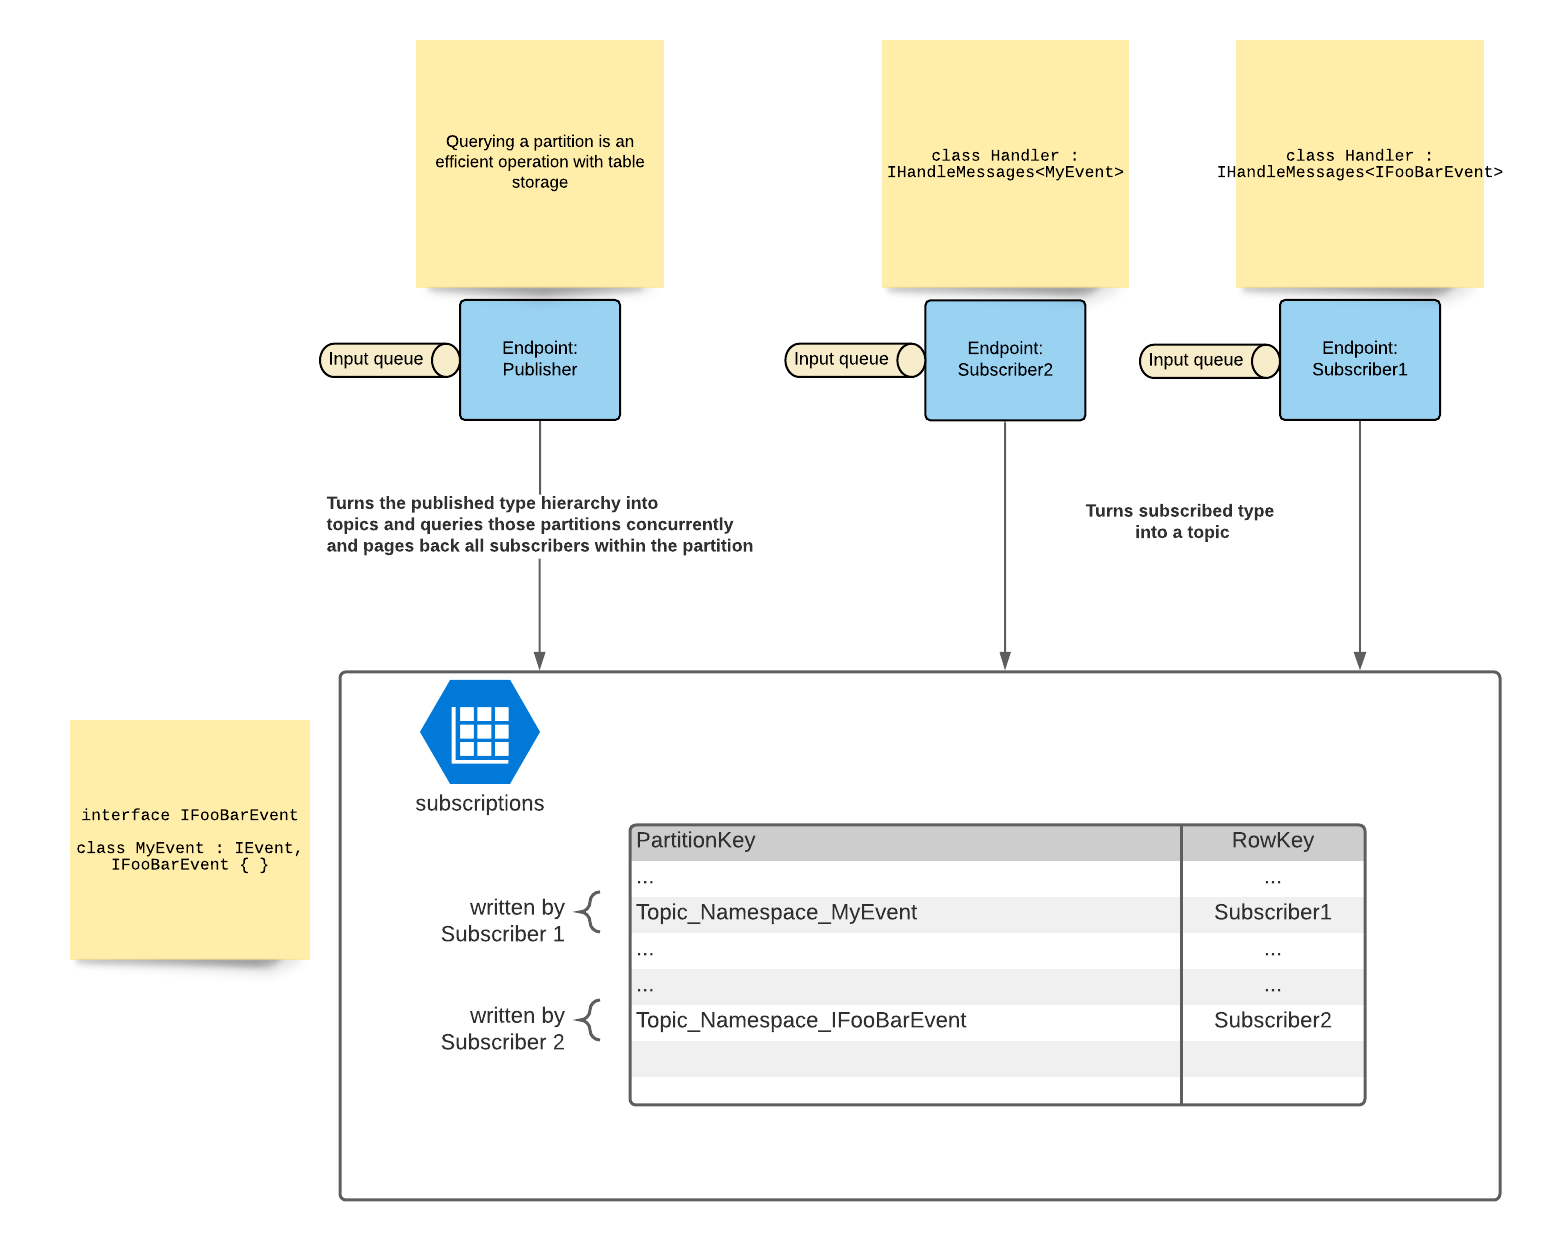 Querying a partition is an
efficient operation with table
storage
class Handler :
IHandleMessages<MyEvent>
class Handler :
IHandleMessages<IFooBarEvent>
Input queue
Endpoint:
Publisher
Input queue
Endpoint:
Subscriber2
Input queue
Endpoint:
Subscriber1
Turns the published type hierarchy into
topics and queries those partitions concurrently
and pages back all subscribers within the partition
Turns subscribed type
into a topic
interface IFooBarEvent
class MyEvent : IEvent,
IFooBarEvent { }
subscriptions
PartitionKey RowKey
... ...
written by
Subscriber 1
Topic_Namespace_MyEvent Subscriber1
... ...
... ...
written by
Subscriber 2
Topic_Namespace_IFooBarEvent Subscriber2